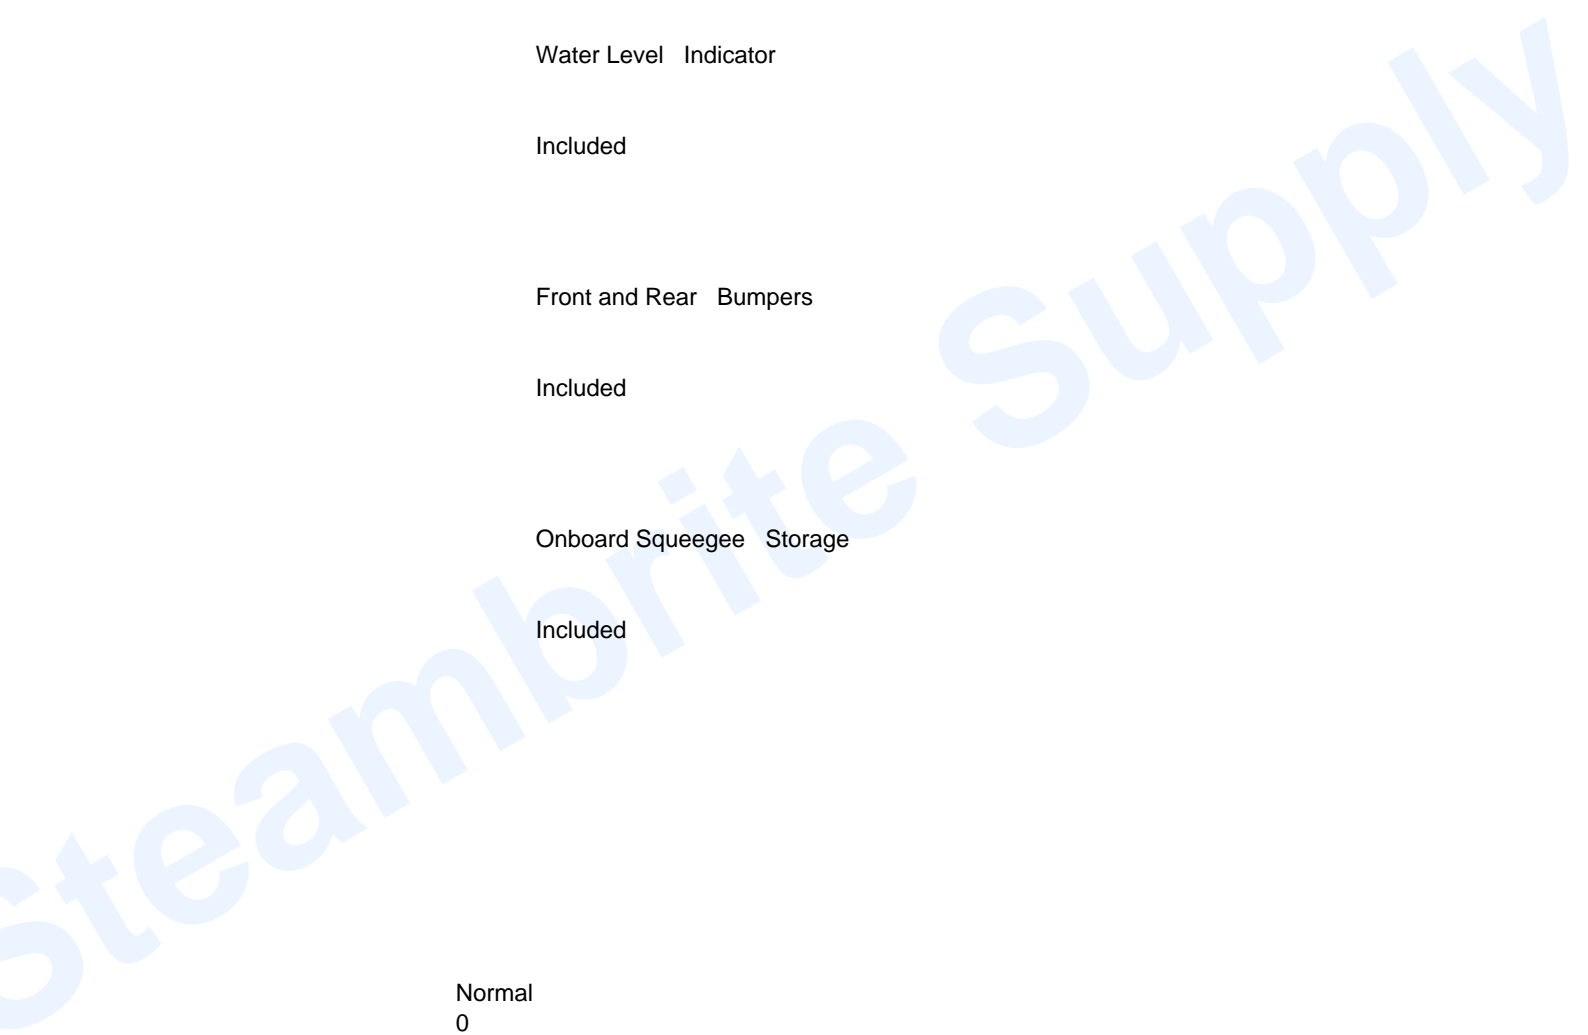 Water Level   Indicator
Included
Front and Rear   Bumpers
Included
Onboard Squeegee   Storage
Included
Normal
0
Steambrite Supply